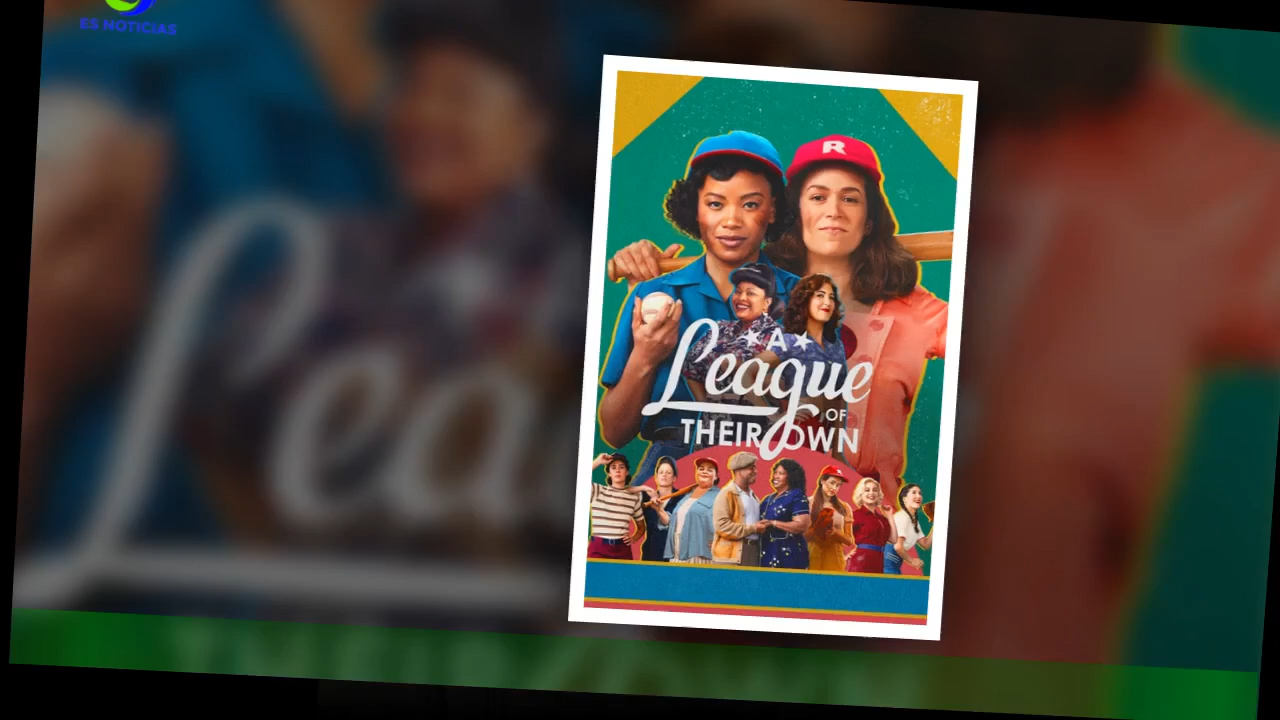 ES NOTICIAS
R
A
League
OF
THEIR OWN